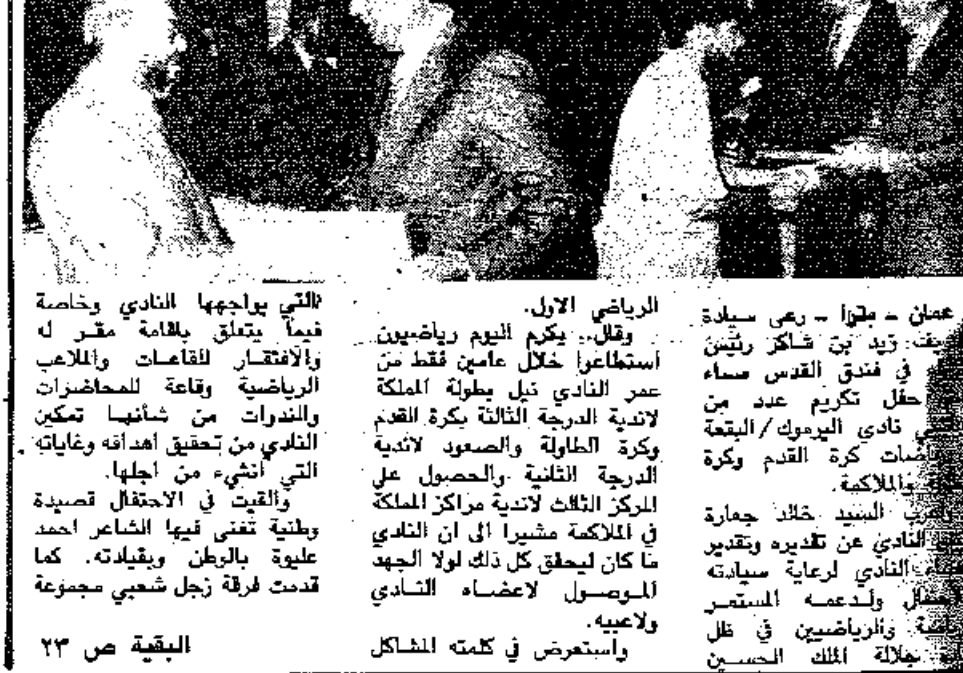 عمان ـ بترا ـ رعى سيادة
زيد بن شاكر رئيس
في فندق القدس مساء
حفل تكريم عدد من
نادي اليرموك/البقعة
كرة القدم وكرة
والملاكمة.
السيد خالد جعارة
النادي عن تقديره وتقدير
النادي لرعاية سيادته
ولدعمه المستمر
والرياضيين في ظل
جلالة الملك الحسين
الرياضي الاول.
وقال.. يكرم اليوم رياضيون
استطاعوا خلال عامين فقط من
عمر النادي نيل بطولة المملكة
لاندية الدرجة الثالثة بكرة القدم
وكرة الطاولة والصعود لاندية
الدرجة الثانية والحصول على
المركز الثالث لاندية مراكز المملكة
في الملاكمة مشيرا الى ان النادي
ما كان ليحقق كل ذلك لولا الجهد
الموصول لاعضاء النادي
ولاعبيه.
واستعرض في كلمته المشاكل
التي يواجهها النادي وخاصة
فيما يتعلق باقامة مقر له
والافتقار للقاعات والملاعب
الرياضية وقاعة للمحاضرات
والندوات من شأنها تمكين
النادي من تحقيق اهدافه وغاياته
التي أنشيء من اجلها.
والقيت في الاحتفال قصيدة
وطنية تغنى فيها الشاعر احمد
عليوة بالوطن وبقيادته. كما
قدمت فرقة زجل شعبي مجموعة
البقية ص ٢٣